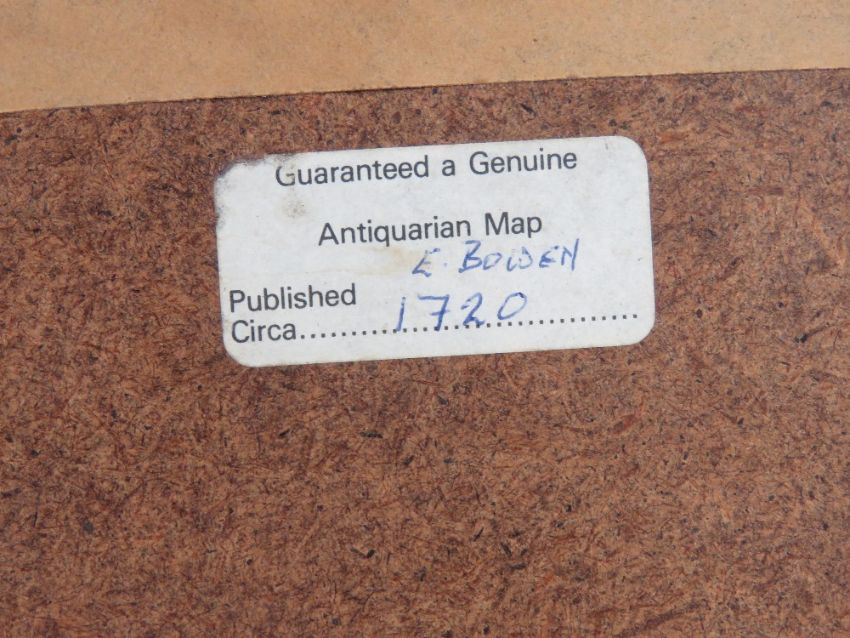 Guaranteed a Genuine
Antiquarian Map
E. BOWEN
Published
Circa.................................
1720